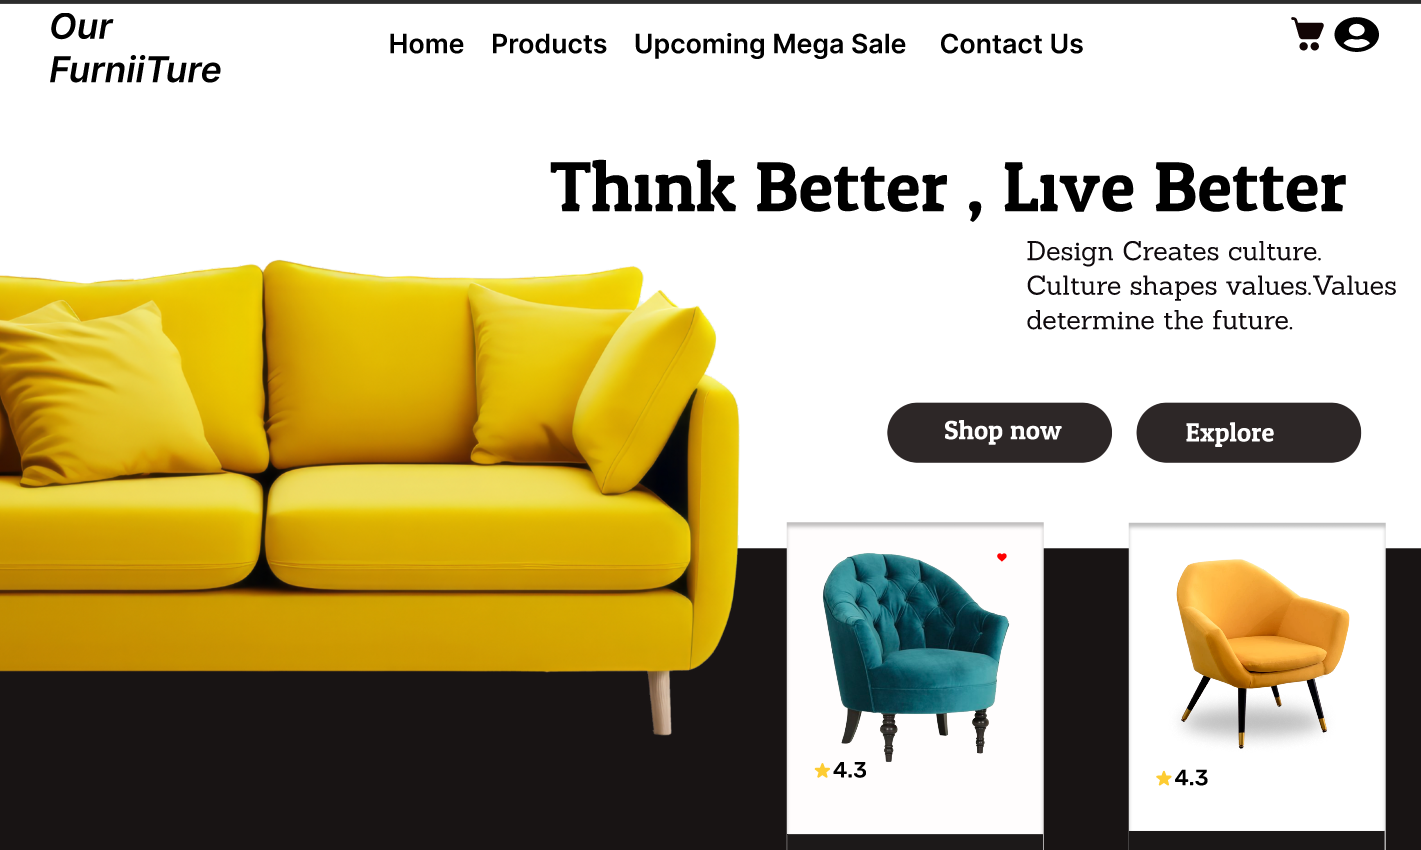 Our
FurniiTure
Home Products Upcoming Mega Sale Contact Us
Thınk Better , Lıve Better
Design Creates culture.
Culture shapes values.Values
determine the future.
Shop now
Explore
4.3
4.3